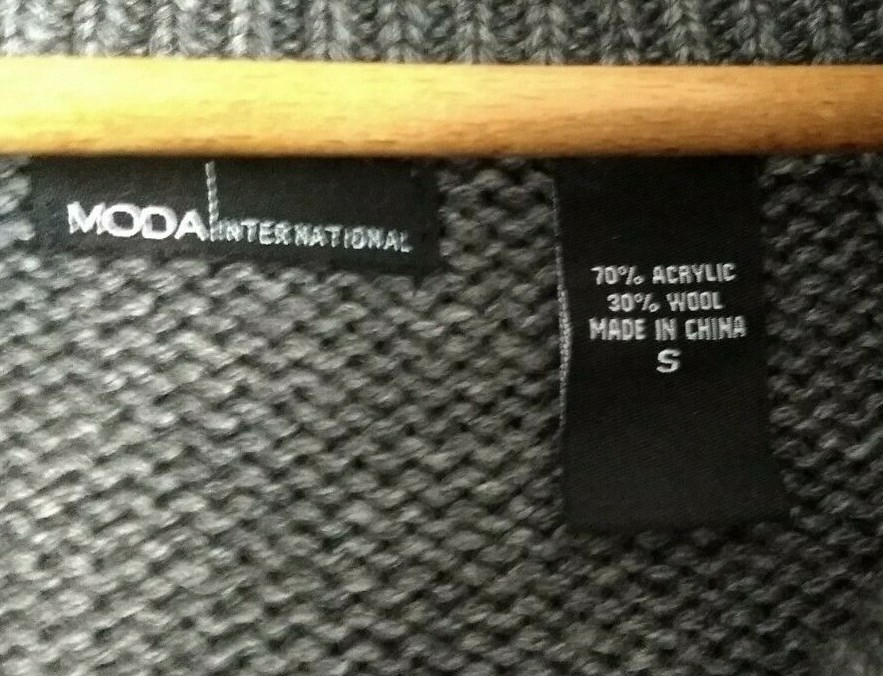 MODA INTERNATIONAL
70% ACRYLIC
30% WOOL
MADE IN CHINA
S